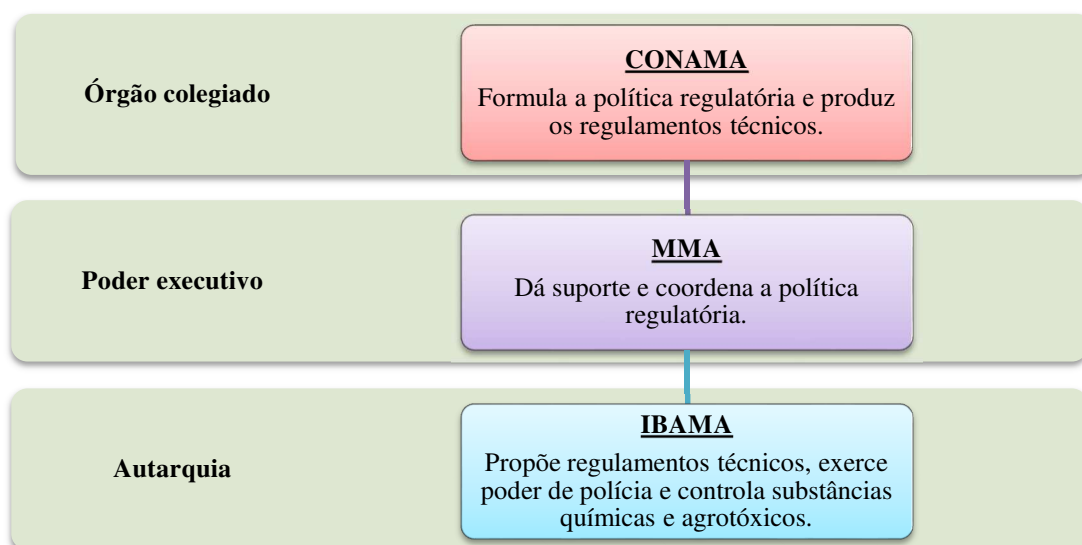 Órgão colegiado
CONAMA
Formula a política regulatória e produz
os regulamentos técnicos.
Poder executivo
MMA
Dá suporte e coordena a política
regulatória.
Autarquia
IBAMA
Propõe regulamentos técnicos, exerce
poder de polícia e controla substâncias
químicas e agrotóxicos.